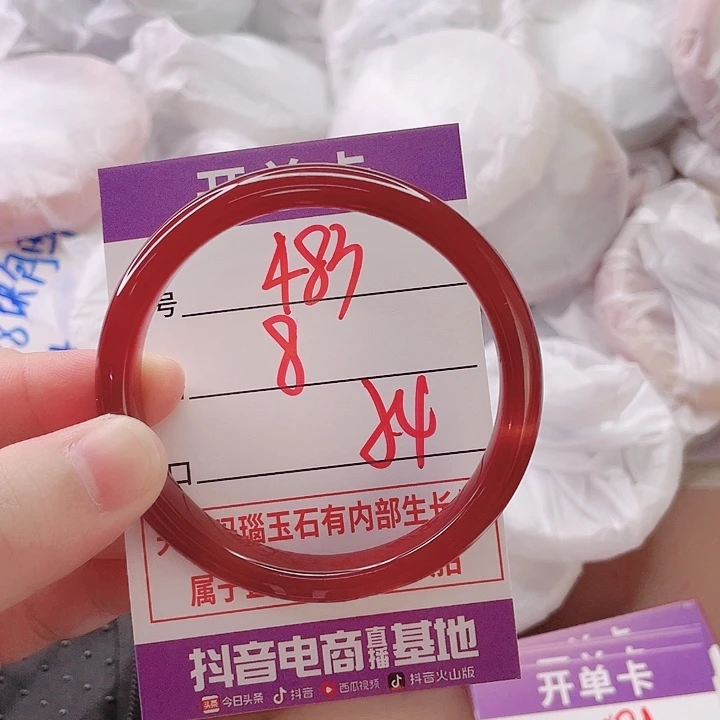 开单卡
号 483
8
口 84
玛瑙玉石有内部生长
属于
抖音电商直播基地
今日头条 抖音 西瓜视频 抖音火山版
开单卡